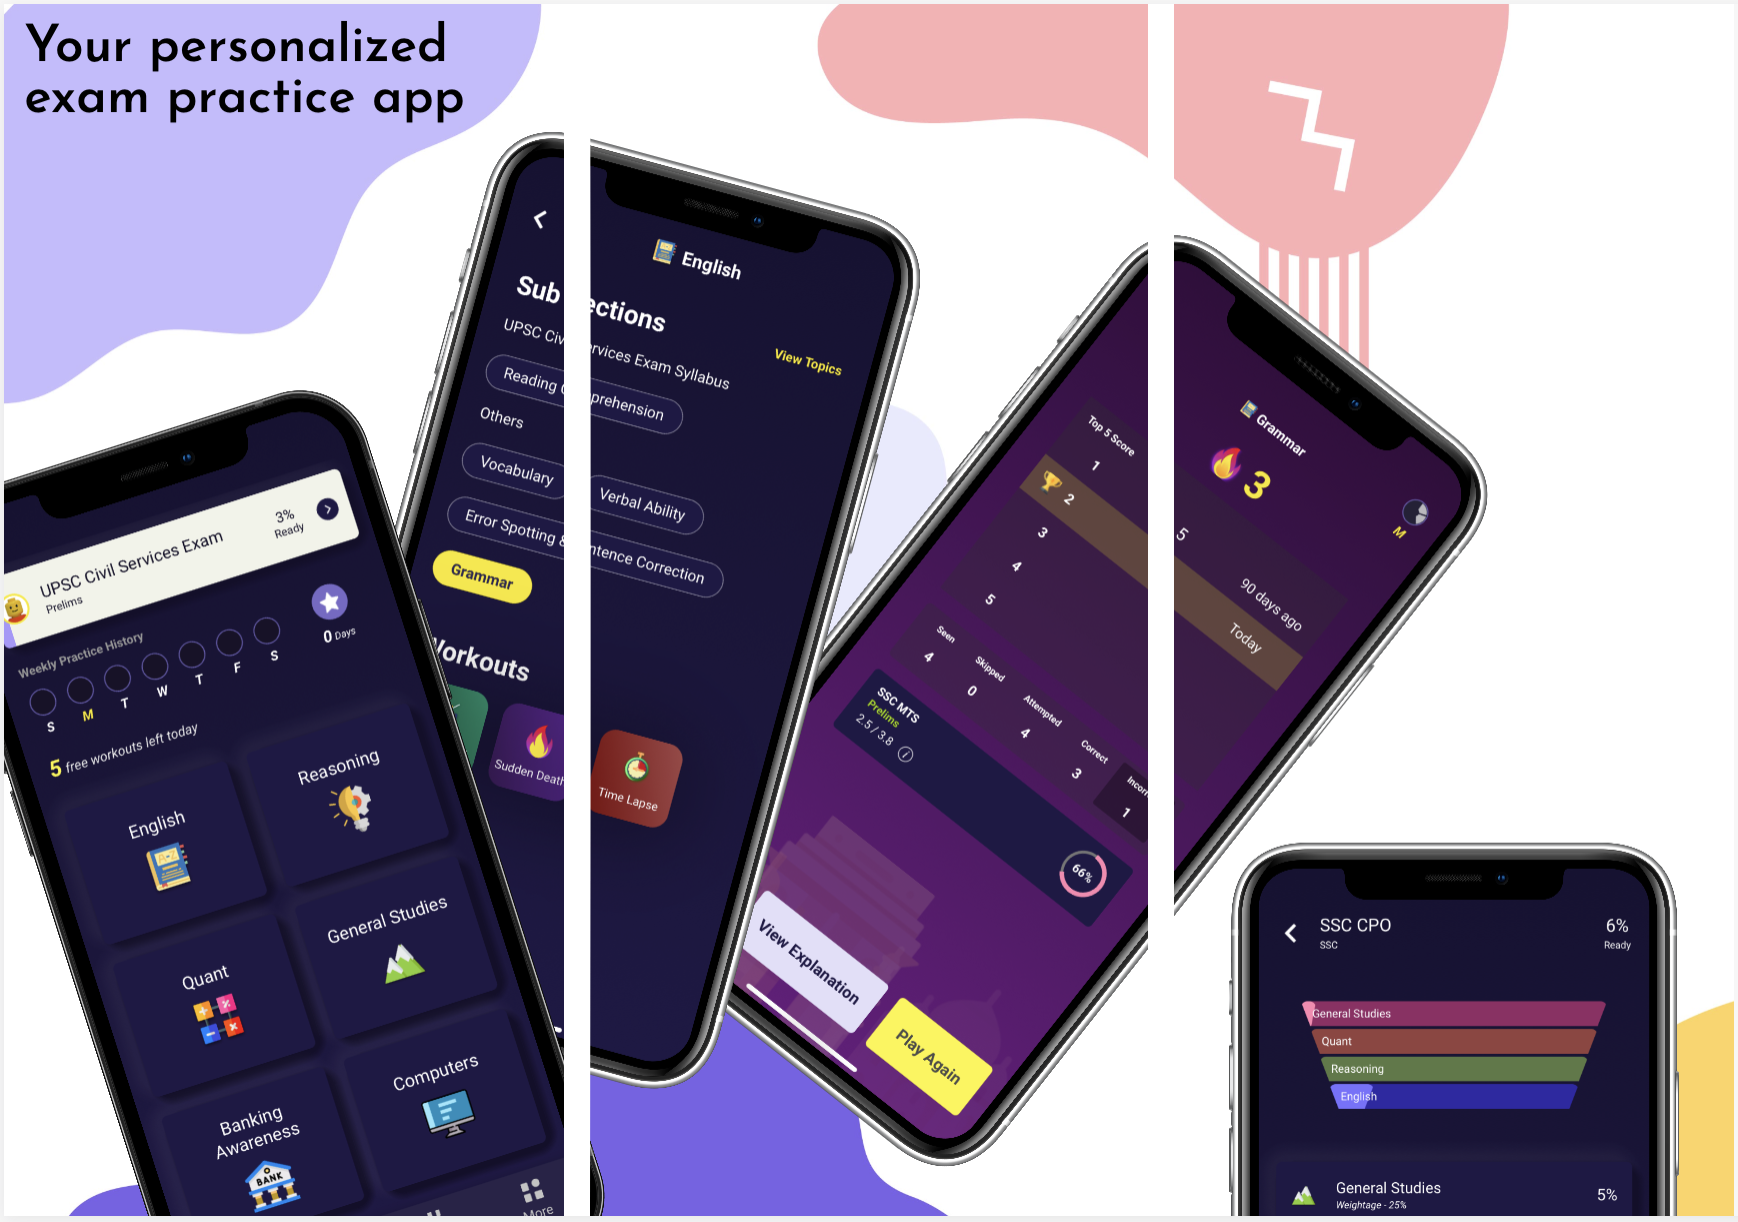 Your personalized
exam practice app
UPSC Civil Services Exam
Prelims
3%
Ready
Weekly Practice History
S M T W T F S
0 Days
5 free workouts left today
English
Reasoning
Quant
General Studies
Banking
Awareness
Computers
BANK
More
English
Sub ections
UPSC Civ rvices Exam Syllabus
View Topics
Reading prehension
Others
Vocabulary
Verbal Ability
Error Spotting & ntence Correction
Grammar
Workouts
Sudden Death
Time Lapse
Grammar
3
M
Top 5 Score
1 5 90 days ago
2 Today
3
4
5
Seen
4
Skipped
0
Attempted
4
Correct
3
Incorr
1
SSC MTS
Prelims
2.5 / 3.8
i
66%
View Explanation
Play Again
SSC CPO
SSC
6%
Ready
General Studies
Quant
Reasoning
English
General Studies
Weightage - 25%
5%